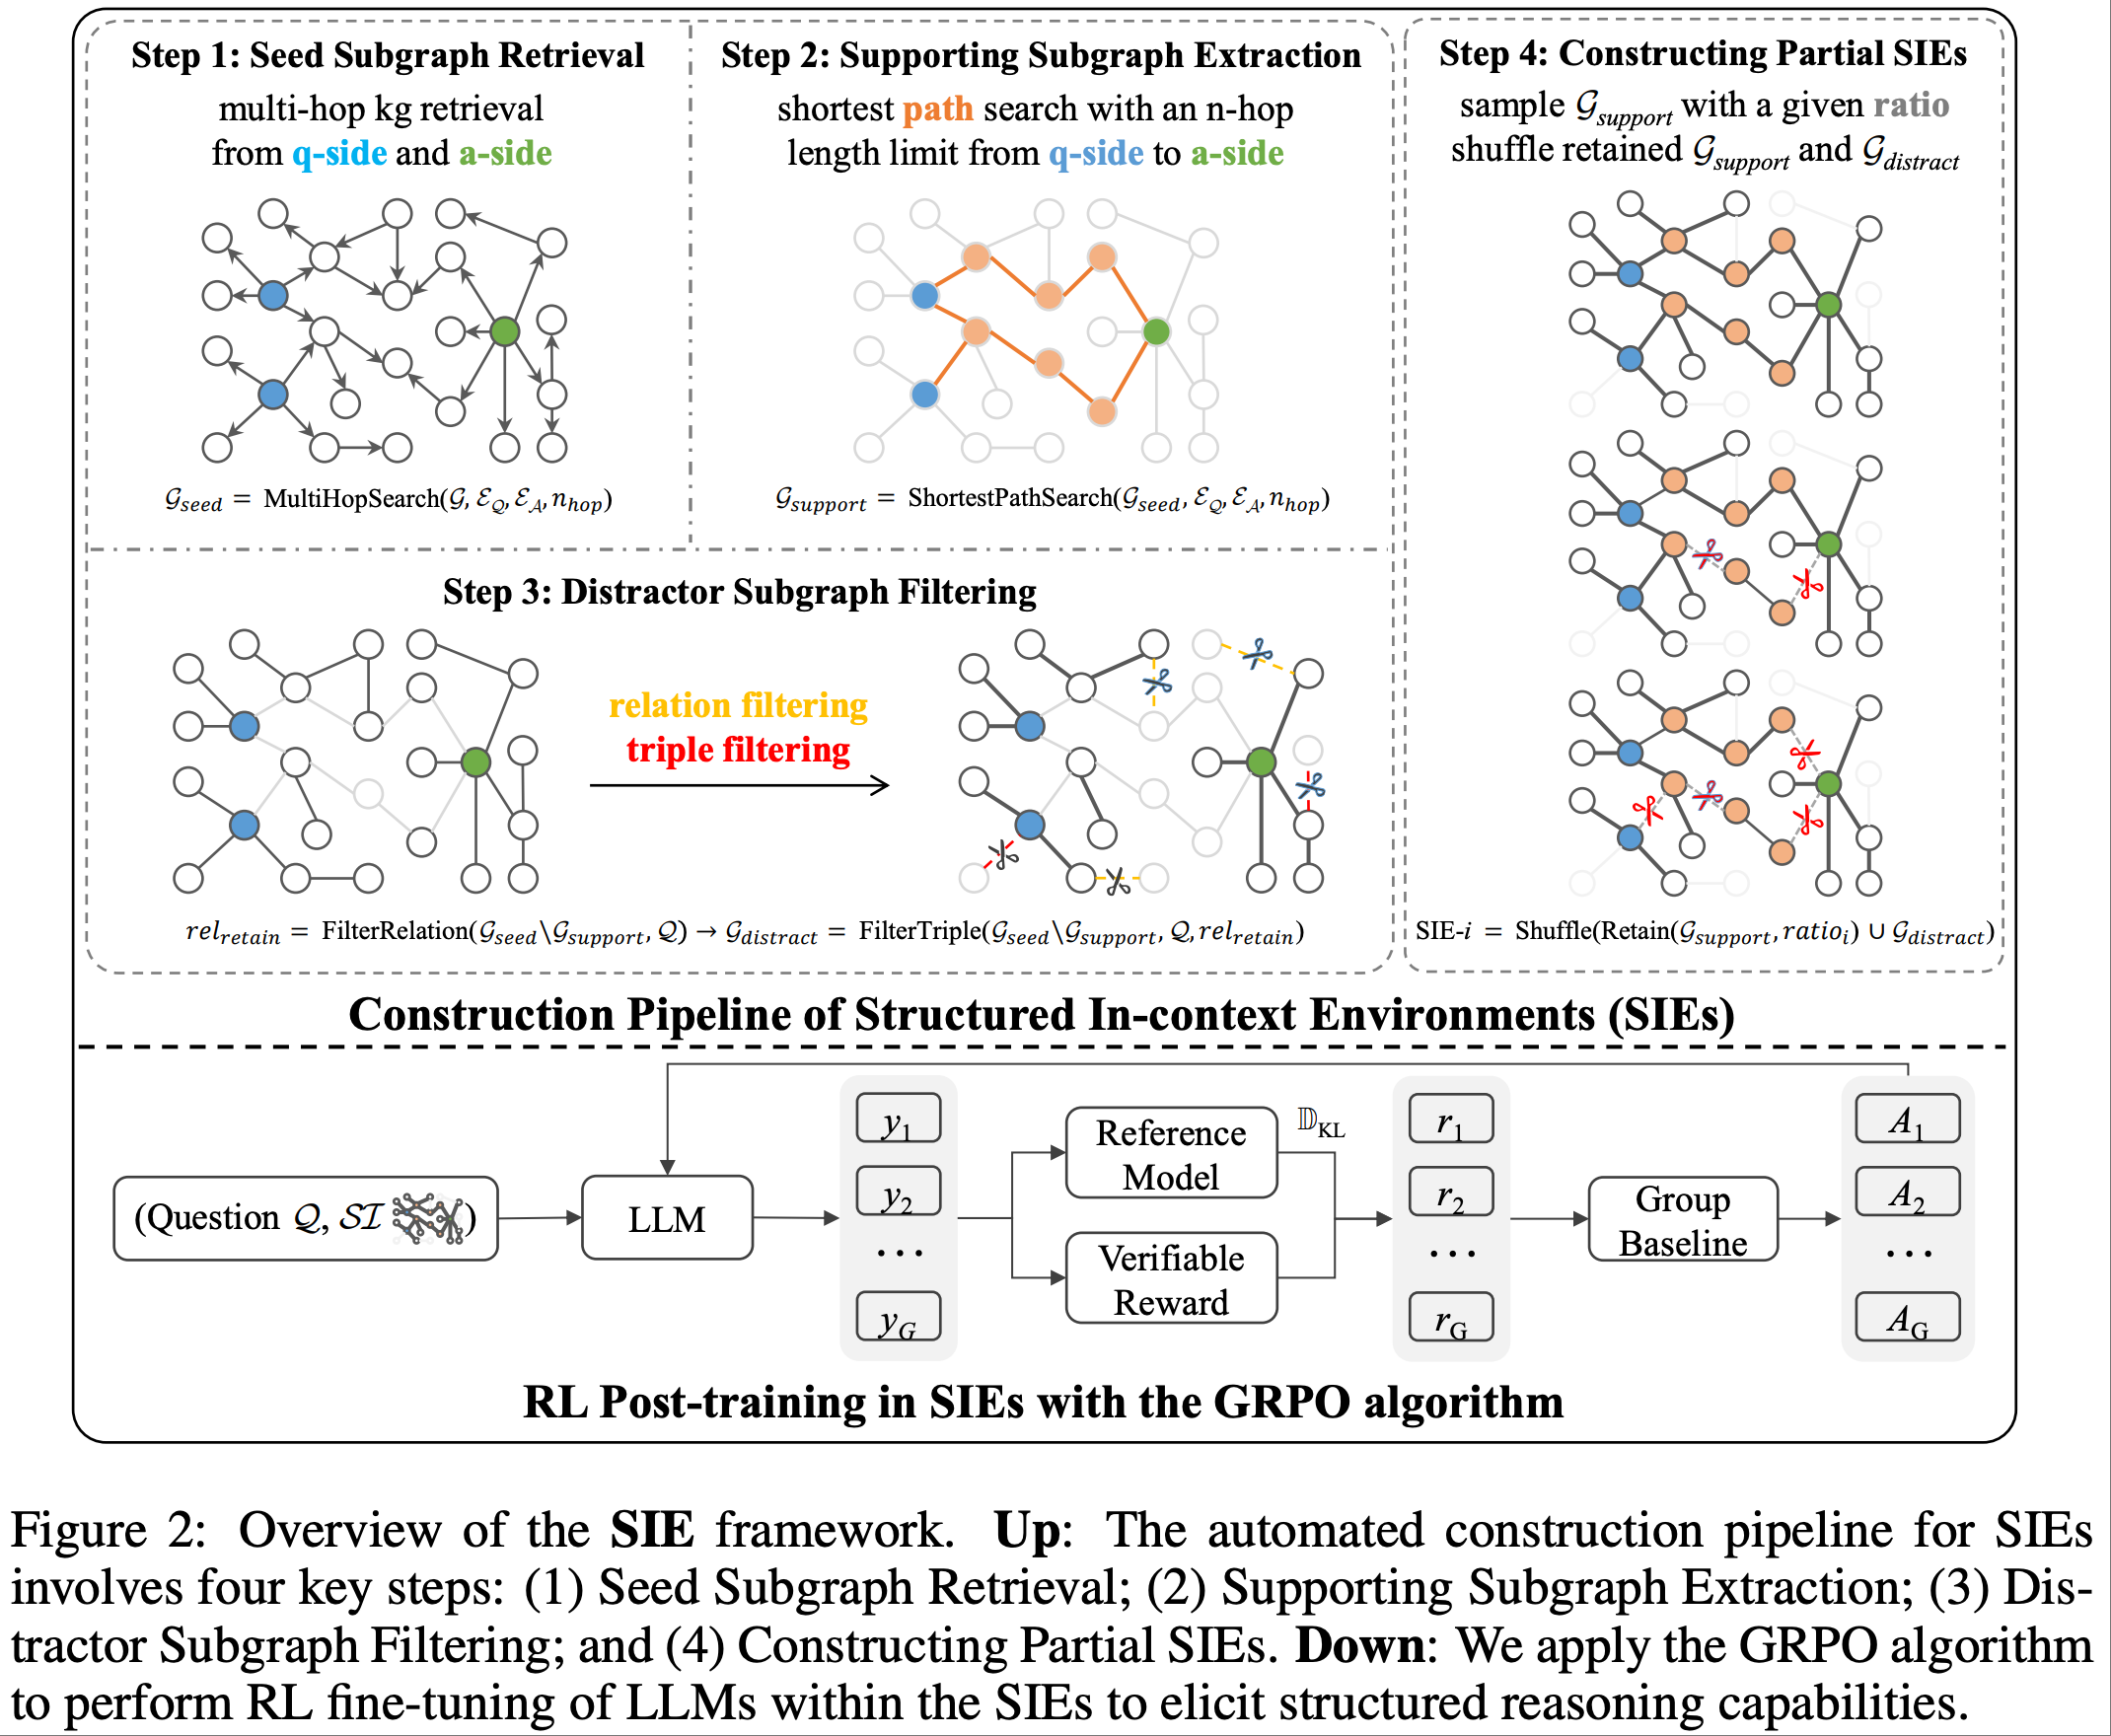 Step 1: Seed Subgraph Retrieval
multi-hop kg retrieval
from q-side and a-side
𝒢seed = MultiHopSearch(𝒢, ℰ𝒬, ℰ𝒜, nhop)
Step 2: Supporting Subgraph Extraction
shortest path search with an n-hop
length limit from q-side to a-side
𝒢support = ShortestPathSearch(𝒢seed, ℰ𝒬, ℰ𝒜, nhop)
Step 3: Distractor Subgraph Filtering
relation filtering
triple filtering
relretain = FilterRelation(𝒢seed\𝒢support, 𝒬) → 𝒢distract = FilterTriple(𝒢seed\𝒢support, 𝒬, relretain)
Step 4: Constructing Partial SIEs
sample 𝒢support with a given ratio
shuffle retained 𝒢support and 𝒢distract
SIE-i = Shuffle(Retain(𝒢support, ratioi) ∪ 𝒢distract)
Construction Pipeline of Structured In-context Environments (SIEs)
(Question 𝒬, 𝒮ℐ )
LLM
y1
y2
...
yG
Reference
Model
Verifiable
Reward
𝔻KL
r1
r2
...
rG
Group
Baseline
A1
A2
...
AG
RL Post-training in SIEs with the GRPO algorithm
Figure 2: Overview of the SIE framework. Up: The automated construction pipeline for SIEs
involves four key steps: (1) Seed Subgraph Retrieval; (2) Supporting Subgraph Extraction; (3) Dis-
tractor Subgraph Filtering; and (4) Constructing Partial SIEs. Down: We apply the GRPO algorithm
to perform RL fine-tuning of LLMs within the SIEs to elicit structured reasoning capabilities.